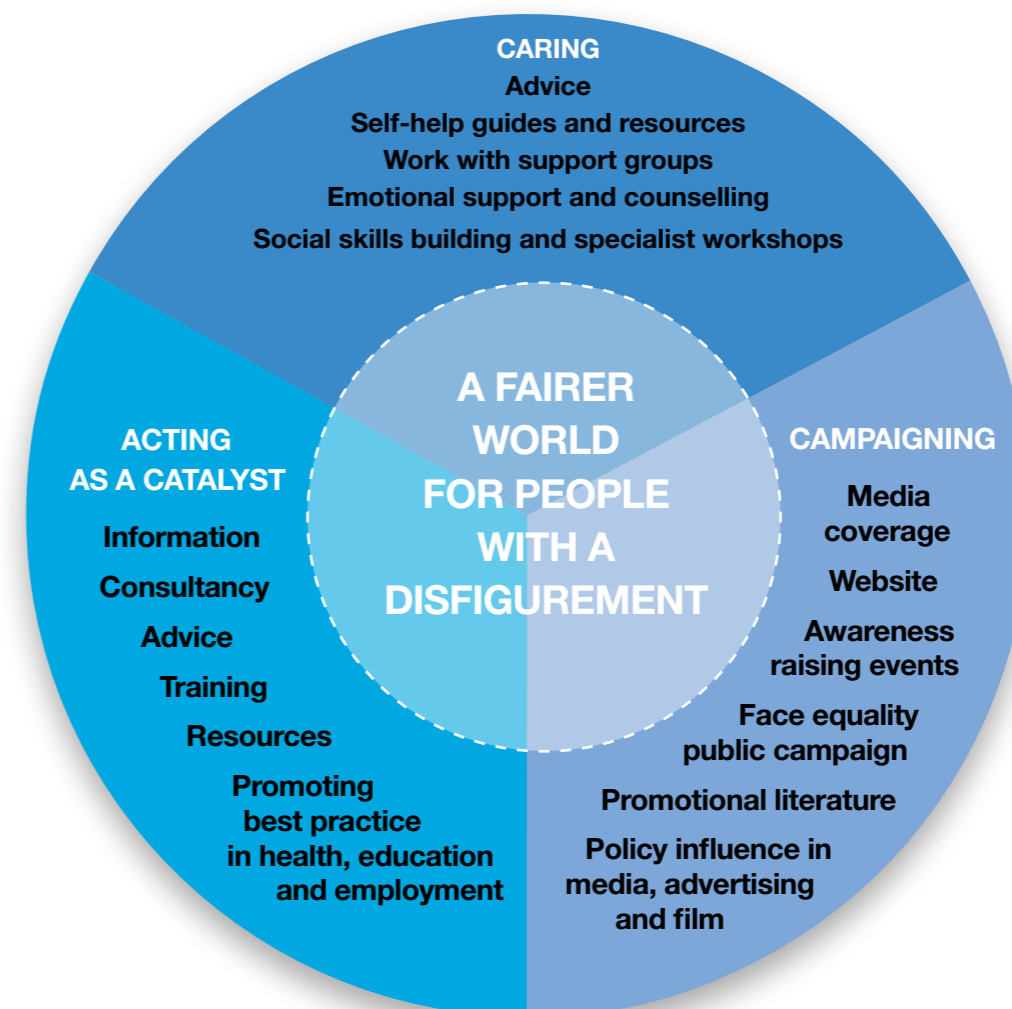 CARING
Advice
Self-help guides and resources
Work with support groups
Emotional support and counselling
Social skills building and specialist workshops
A FAIRER
WORLD
FOR PEOPLE
WITH A
DISFIGUREMENT
ACTING
AS A CATALYST
Information
Consultancy
Advice
Training
Resources
Promoting
best practice
in health, education
and employment
CAMPAIGNING
Media
coverage
Website
Awareness
raising events
Face equality
public campaign
Promotional literature
Policy influence in
media, advertising
and film